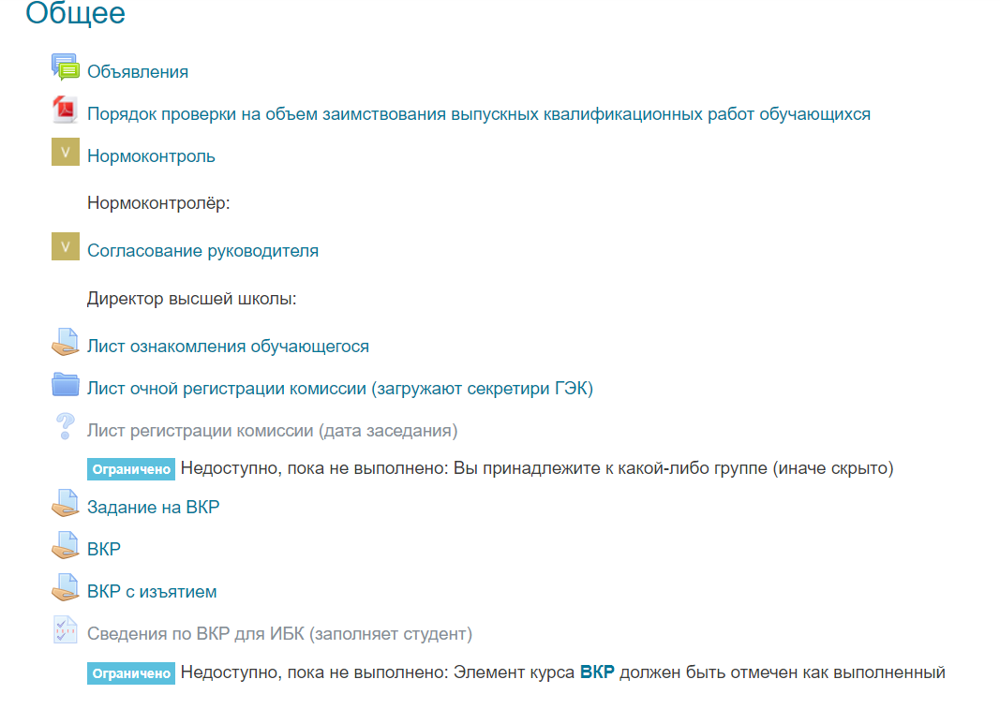 Общее
Объявления
Порядок проверки на объем заимствования выпускных квалификационных работ обучающихся
V Нормоконтроль
Нормоконтролёр:
V Согласование руководителя
Директор высшей школы:
Лист ознакомления обучающегося
Лист очной регистрации комиссии (загружают секретири ГЭК)
Лист регистрации комиссии (дата заседания)
Ограничено Недоступно, пока не выполнено: Вы принадлежите к какой-либо группе (иначе скрыто)
Задание на ВКР
ВКР
ВКР с изъятием
Сведения по ВКР для ИБК (заполняет студент)
Ограничено Недоступно, пока не выполнено: Элемент курса ВКР должен быть отмечен как выполненный